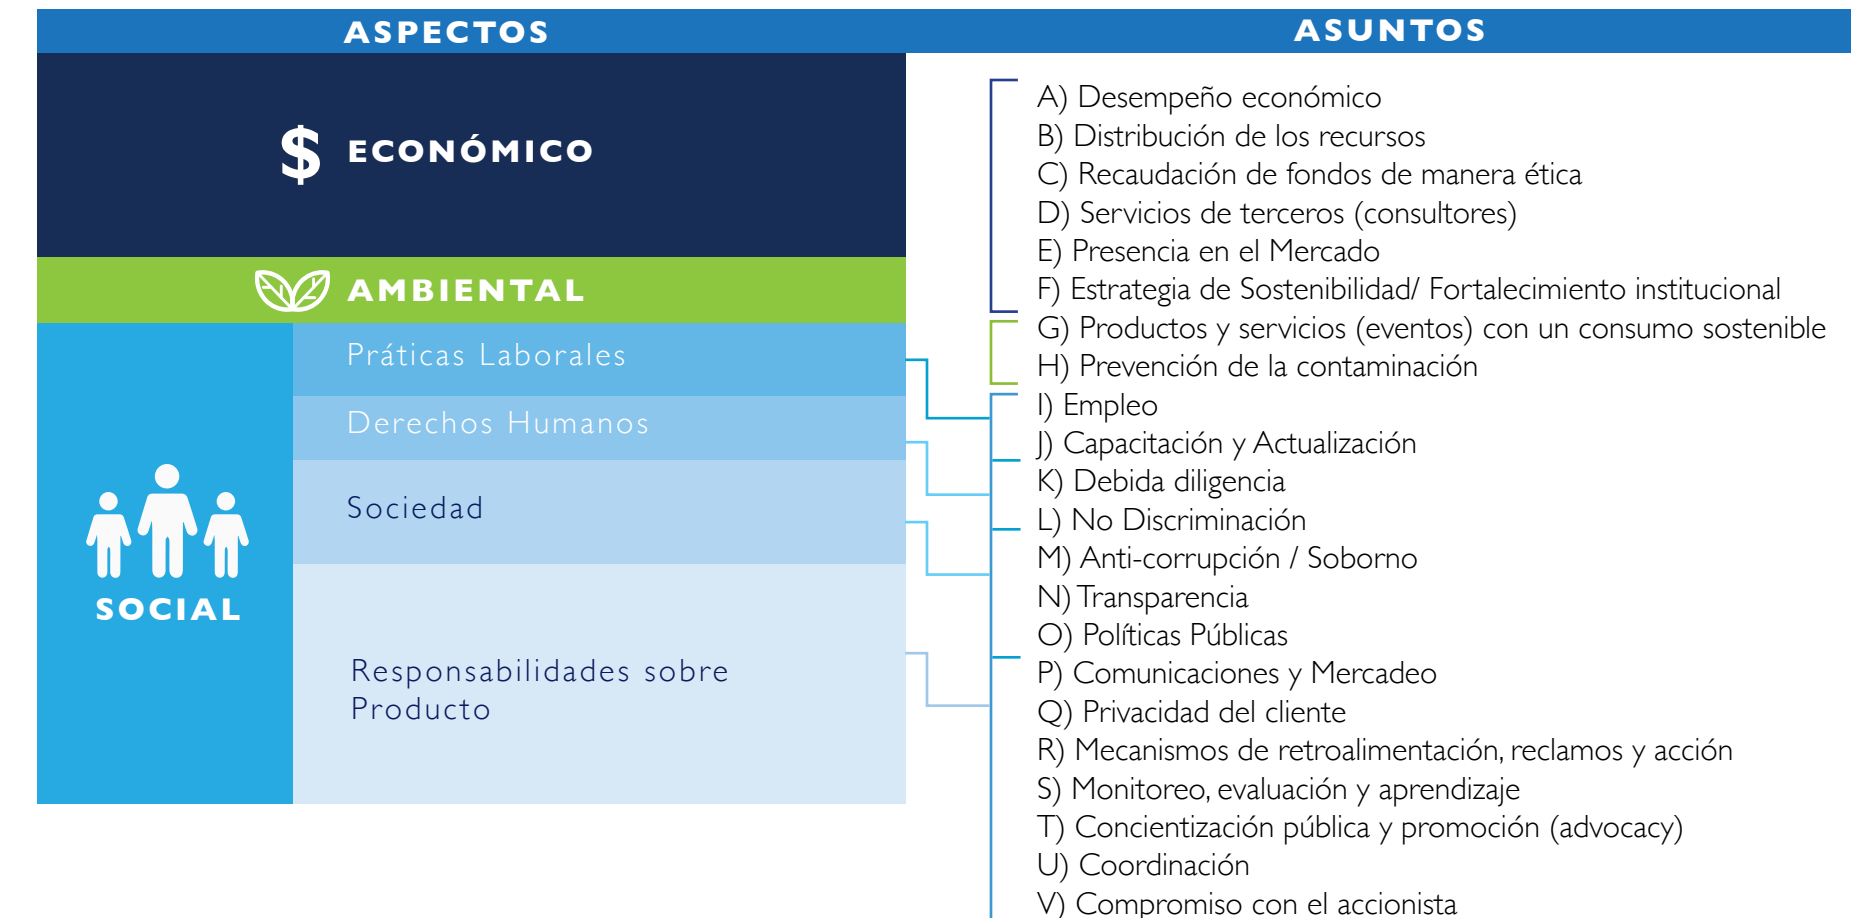 ASPECTOS
ASUNTOS
$ ECONÓMICO
AMBIENTAL
SOCIAL
Práticas Laborales
Derechos Humanos
Sociedad
Responsabilidades sobre
Producto
A) Desempeño económico
B) Distribución de los recursos
C) Recaudación de fondos de manera ética
D) Servicios de terceros (consultores)
E) Presencia en el Mercado
F) Estrategia de Sostenibilidad/ Fortalecimiento institucional
G) Productos y servicios (eventos) con un consumo sostenible
H) Prevención de la contaminación
I) Empleo
J) Capacitación y Actualización
K) Debida diligencia
L) No Discriminación
M) Anti-corrupción / Soborno
N) Transparencia
O) Políticas Públicas
P) Comunicaciones y Mercadeo
Q) Privacidad del cliente
R) Mecanismos de retroalimentación, reclamos y acción
S) Monitoreo, evaluación y aprendizaje
T) Concientización pública y promoción (advocacy)
U) Coordinación
V) Compromiso con el accionista